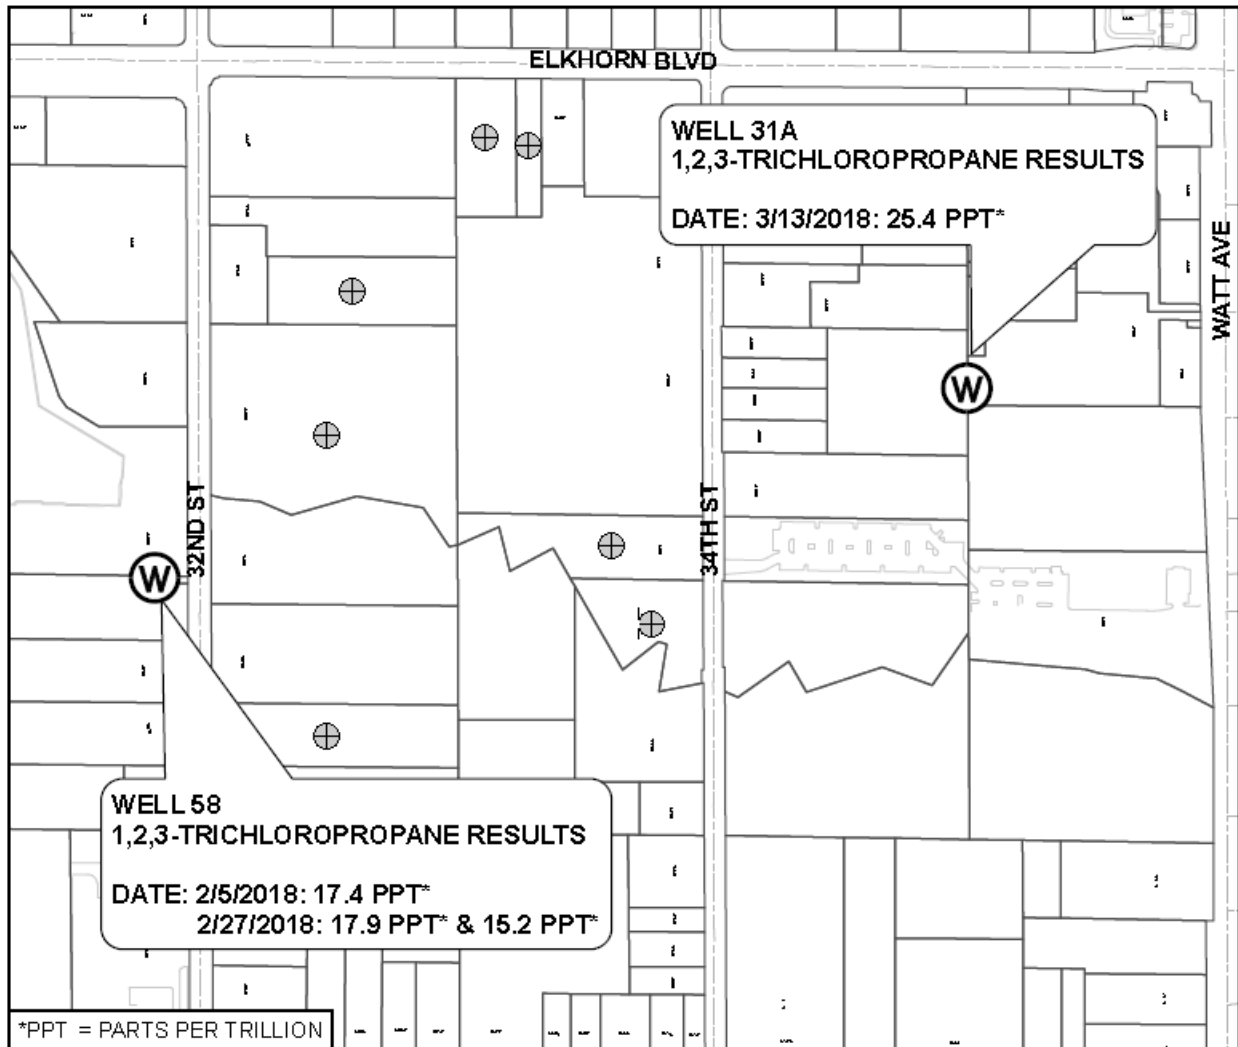 ELKHORN BLVD
WELL 31A
1,2,3-TRICHLOROPROPANE RESULTS
DATE: 3/13/2018: 25.4 PPT*
WATT AVE
32ND ST
34TH ST
W
W
WELL 58
1,2,3-TRICHLOROPROPANE RESULTS
DATE: 2/5/2018: 17.4 PPT*
2/27/2018: 17.9 PPT* & 15.2 PPT*
*PPT = PARTS PER TRILLION